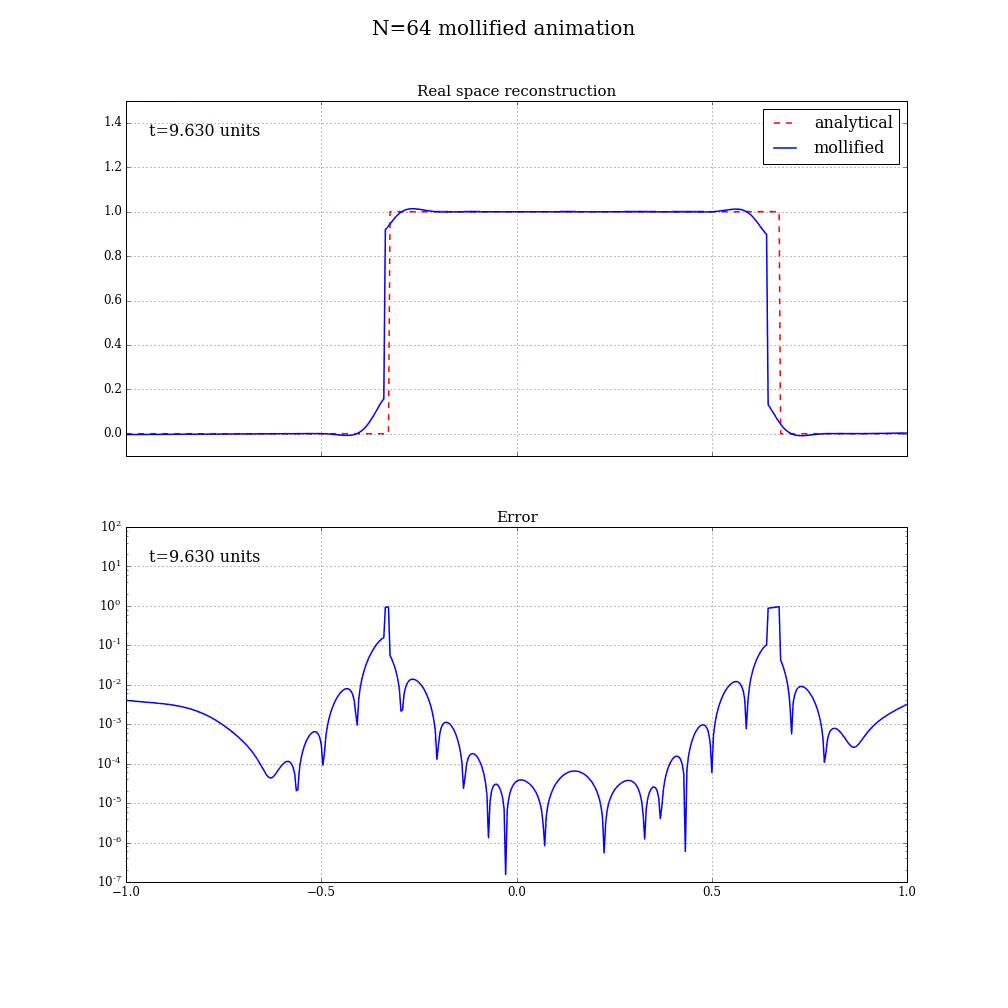 N=64 mollified animation
Real space reconstruction
t=9.630 units
analytical
mollified
1.4
1.2
1.0
0.8
0.6
0.4
0.2
0.0
Error
t=9.630 units
10²
10¹
10⁰
10⁻¹
10⁻²
10⁻³
10⁻⁴
10⁻⁵
10⁻⁶
10⁻⁷
−1.0 −0.5 0.0 0.5 1.0